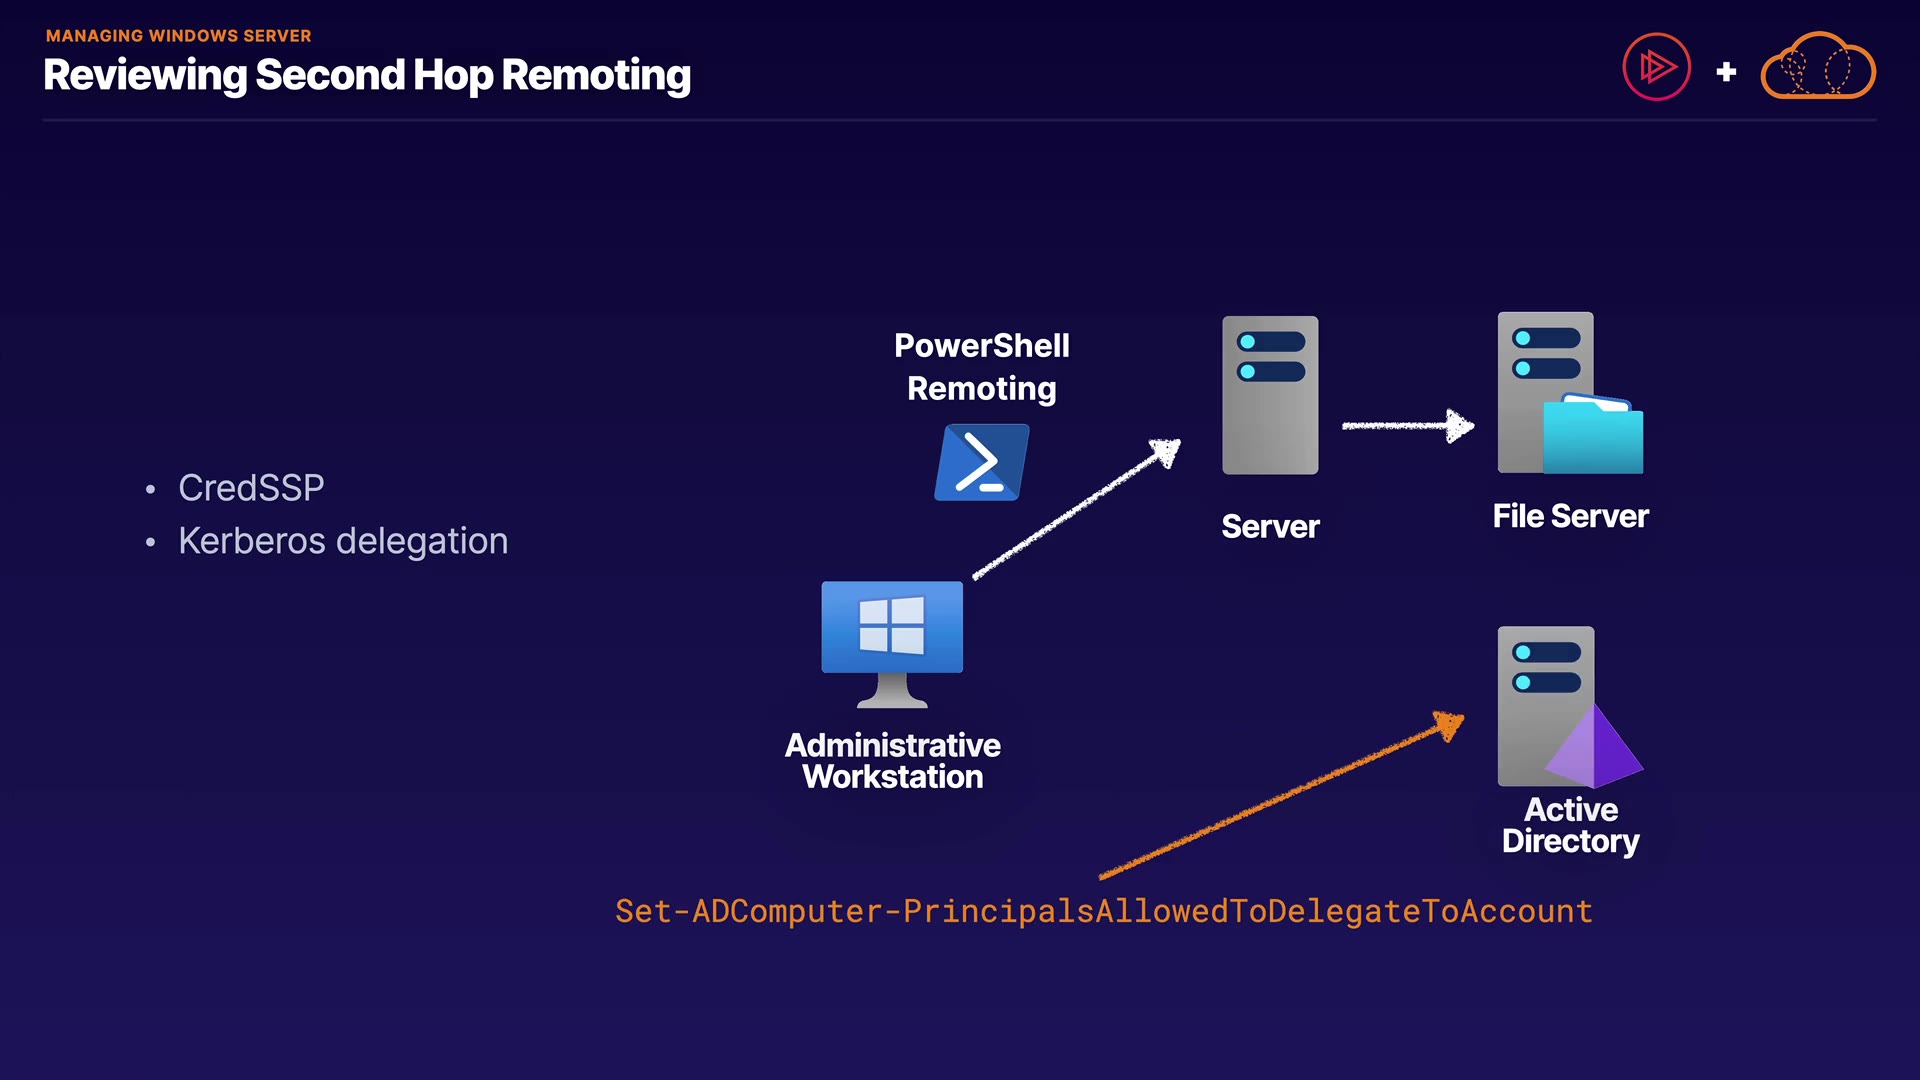 MANAGING WINDOWS SERVER
Reviewing Second Hop Remoting
+
• CredSSP
• Kerberos delegation
PowerShell
Remoting
Server
File Server
Administrative
Workstation
Active
Directory
Set-ADComputer-PrincipalsAllowedToDelegateToAccount